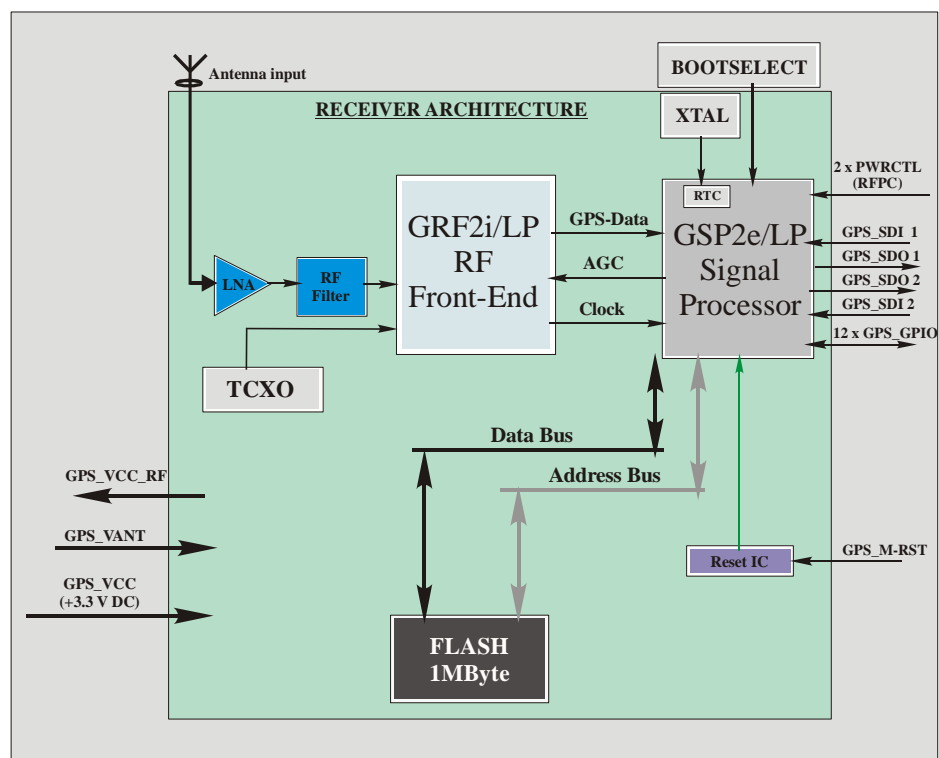 Antenna input
BOOTSELECT
RECEIVER ARCHITECTURE
XTAL
2 x PWRCTL
(RFPC)
RTC
GRF2i/LP
RF
Front-End
GPS-Data
AGC
Clock
GSP2e/LP
Signal
Processor
GPS_SDI 1
GPS_SDO 1
GPS_SDO 2
GPS_SDI 2
12 x GPS_GPIO
LNA
RF
Filter
TCXO
Data Bus
Address Bus
GPS_VCC_RF
GPS_VANT
GPS_VCC
(+3.3 V DC)
Reset IC
GPS_M-RST
FLASH
1MByte